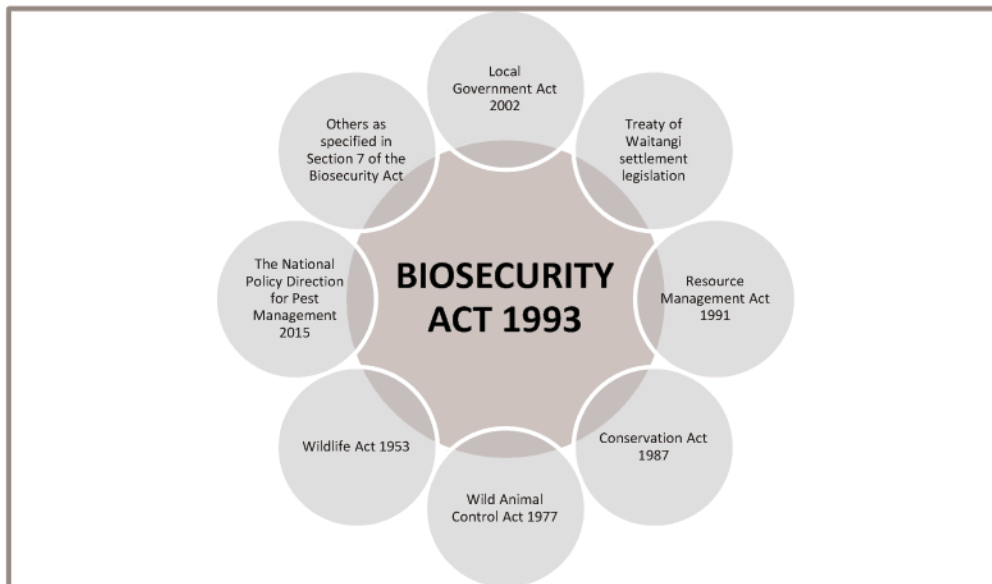 Local
Government Act
2002
Treaty of
Waitangi
settlement
legislation
Resource
Management Act
1991
Conservation Act
1987
Wild Animal
Control Act 1977
Wildlife Act 1953
The National
Policy Direction
for Pest
Management
2015
Others as
specified in
Section 7 of the
Biosecurity Act
BIOSECURITY
ACT 1993